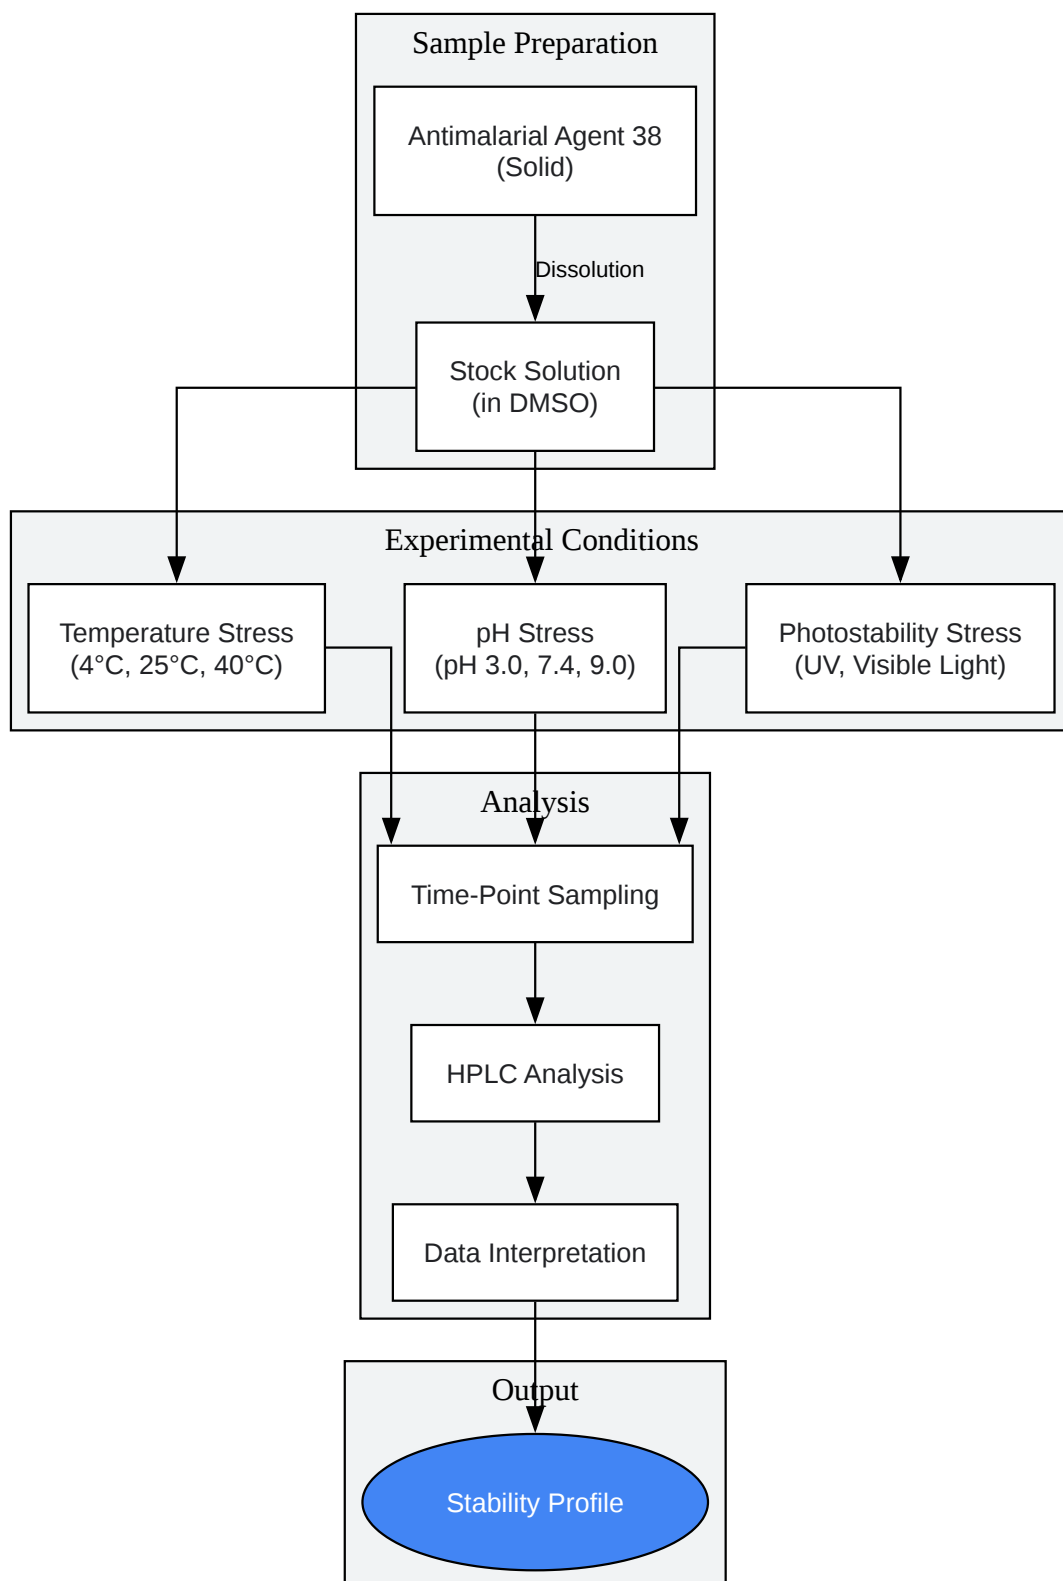 Sample Preparation
Antimalarial Agent 38
(Solid)
Dissolution
Stock Solution
(in DMSO)
Experimental Conditions
Temperature Stress
(4°C, 25°C, 40°C)
pH Stress
(pH 3.0, 7.4, 9.0)
Photostability Stress
(UV, Visible Light)
Analysis
Time-Point Sampling
HPLC Analysis
Data Interpretation
Output
Stability Profile